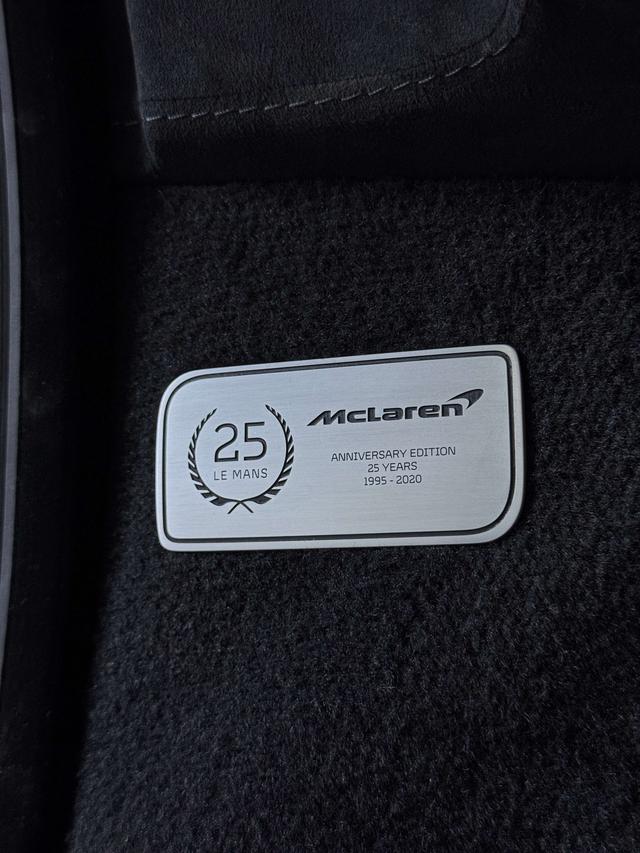 25
LE MANS
McLaren
ANNIVERSARY EDITION
25 YEARS
1995 - 2020